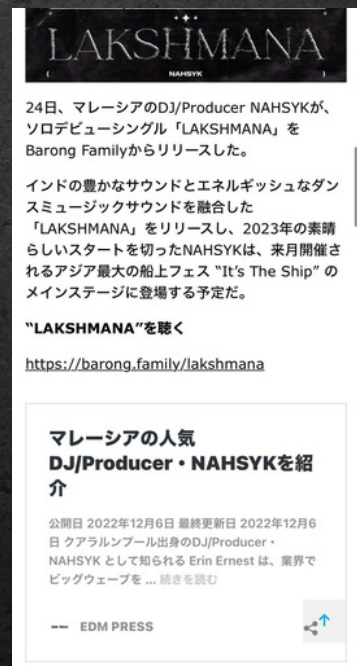 LAKSHMANA
( NAHSYK )
24日、マレーシアのDJ/Producer NAHSYKが、
ソロデビューシングル「LAKSHMANA」を
Barong Familyからリリースした。
インドの豊かなサウンドとエネルギッシュなダン
スミュージックサウンドを融合した
「LAKSHMANA」をリリースし、2023年の素晴
らしいスタートを切ったNAHSYKは、来月開催さ
れるアジア最大の船上フェス “It’s The Ship” の
メインステージに登場する予定だ。
“LAKSHMANA”を聴く
https://barong.family/lakshmana
マレーシアの人気
DJ/Producer・NAHSYKを紹
介
公開日 2022年12月6日 最終更新日 2022年12月6
日 クアラルンプール出身のDJ/Producer・
NAHSYK として知られる Erin Ernest は、業界で
ビッグウェーブを ... 続きを読む
EDM PRESS